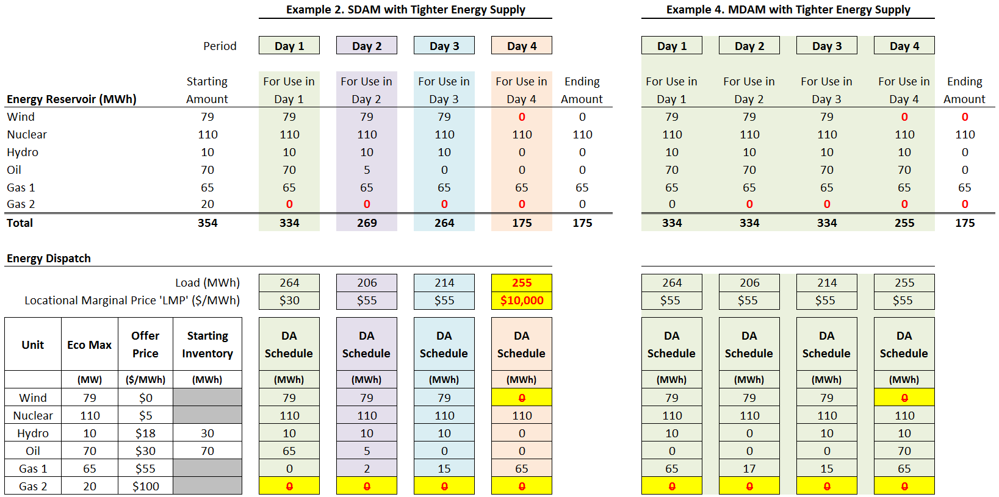 Example 2. SDAM with Tighter Energy Supply Example 4. MDAM with Tighter Energy Supply
Period Day 1 Day 2 Day 3 Day 4 Day 1 Day 2 Day 3 Day 4
Starting For Use in For Use in For Use in For Use in Ending For Use in For Use in For Use in For Use in Ending
Energy Reservoir (MWh) Amount Day 1 Day 2 Day 3 Day 4 Amount Day 1 Day 2 Day 3 Day 4 Amount
Wind 79 79 79 79 0 0 79 79 79 0 0
Nuclear 110 110 110 110 110 110 110 110 110 110 110
Hydro 10 10 10 10 0 0 10 10 10 10 0
Oil 70 70 5 0 0 0 70 70 70 70 0
Gas 1 65 65 65 65 65 65 65 65 65 65 65
Gas 2 20 0 0 0 0 0 0 0 0 0 0
Total 354 334 269 264 175 175 334 334 334 255 175
Energy Dispatch
Load (MWh) 264 206 214 255 264 206 214 255
Locational Marginal Price 'LMP' ($/MWh) $30 $55 $55 $10,000 $55 $55 $55 $55
Offer Starting DA DA DA DA DA DA DA DA
Unit Eco Max Price Inventory Schedule Schedule Schedule Schedule Schedule Schedule Schedule Schedule
(MW) ($/MWh) (MWh) (MWh) (MWh) (MWh) (MWh) (MWh) (MWh) (MWh) (MWh)
Wind 79 $0 79 79 79 0 79 79 79 0
Nuclear 110 $5 110 110 110 110 110 110 110 110
Hydro 10 $18 30 10 10 10 0 10 0 10 10
Oil 70 $30 70 65 5 0 0 0 0 0 70
Gas 1 65 $55 0 2 15 65 65 17 15 65
Gas 2 20 $100 0 0 0 0 0 0 0 0